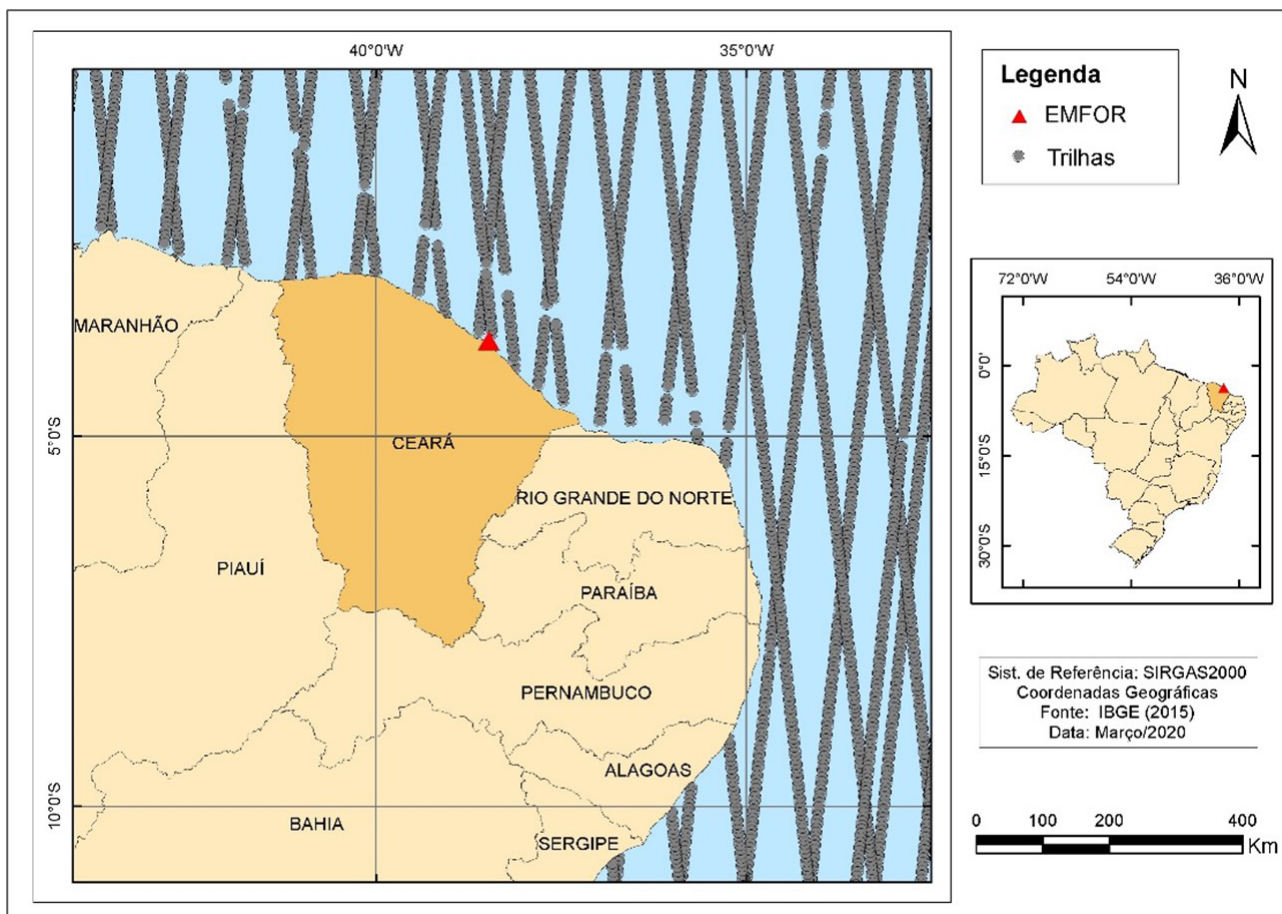 40°0'W
35°0'W
5°0'S
10°0'S
MARANHÃO
CEARÁ
RIO GRANDE DO NORTE
PIAUÍ
PARAÍBA
PERNAMBUCO
ALAGOAS
BAHIA
SERGIPE
Legenda
EMFOR
Trilhas
N
72°0'W
54°0'W
36°0'W
0°0'
15°0'S
30°0'S
Sist. de Referência: SIRGAS2000
Coordenadas Geográficas
Fonte: IBGE (2015)
Data: Março/2020
0 100 200 400
Km